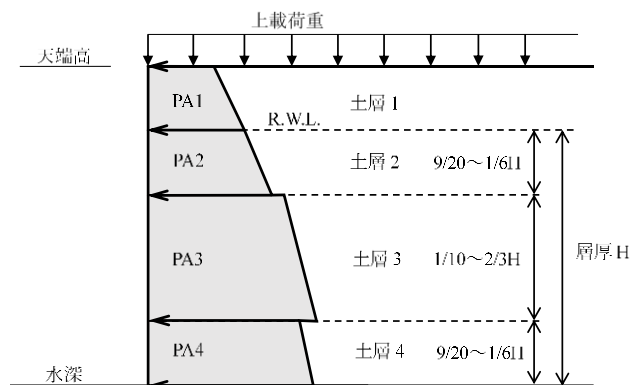 上載荷重
天端高
PA1
土層 1
R.W.L.
PA2
土層 2
9/20～1/6H
PA3
土層 3
1/10～2/3H
層厚 H
PA4
土層 4
9/20～1/6H
水深